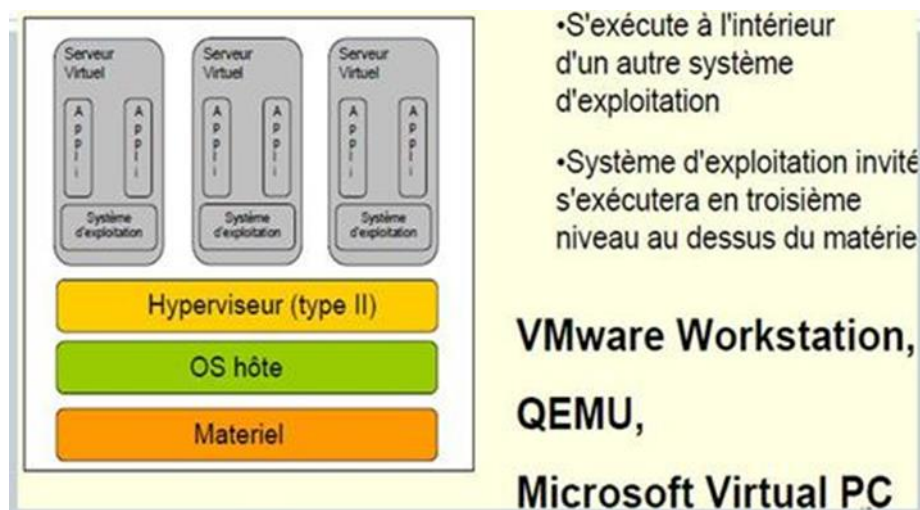 Serveur
Virtuel
A
p
p
l
i
A
p
p
l
i
Système
d'exploitation
Serveur
Virtuel
A
p
p
l
i
A
p
p
l
i
Système
d'exploitation
Serveur
Virtuel
A
p
p
l
i
A
p
p
l
i
Système
d'exploitation
Hyperviseur (type II)
OS hôte
Materiel
•S'exécute à l'intérieur
d'un autre système
d'exploitation
•Système d'exploitation invité
s'exécutera en troisième
niveau au dessus du matérie
VMware Workstation,
QEMU,
Microsoft Virtual PC